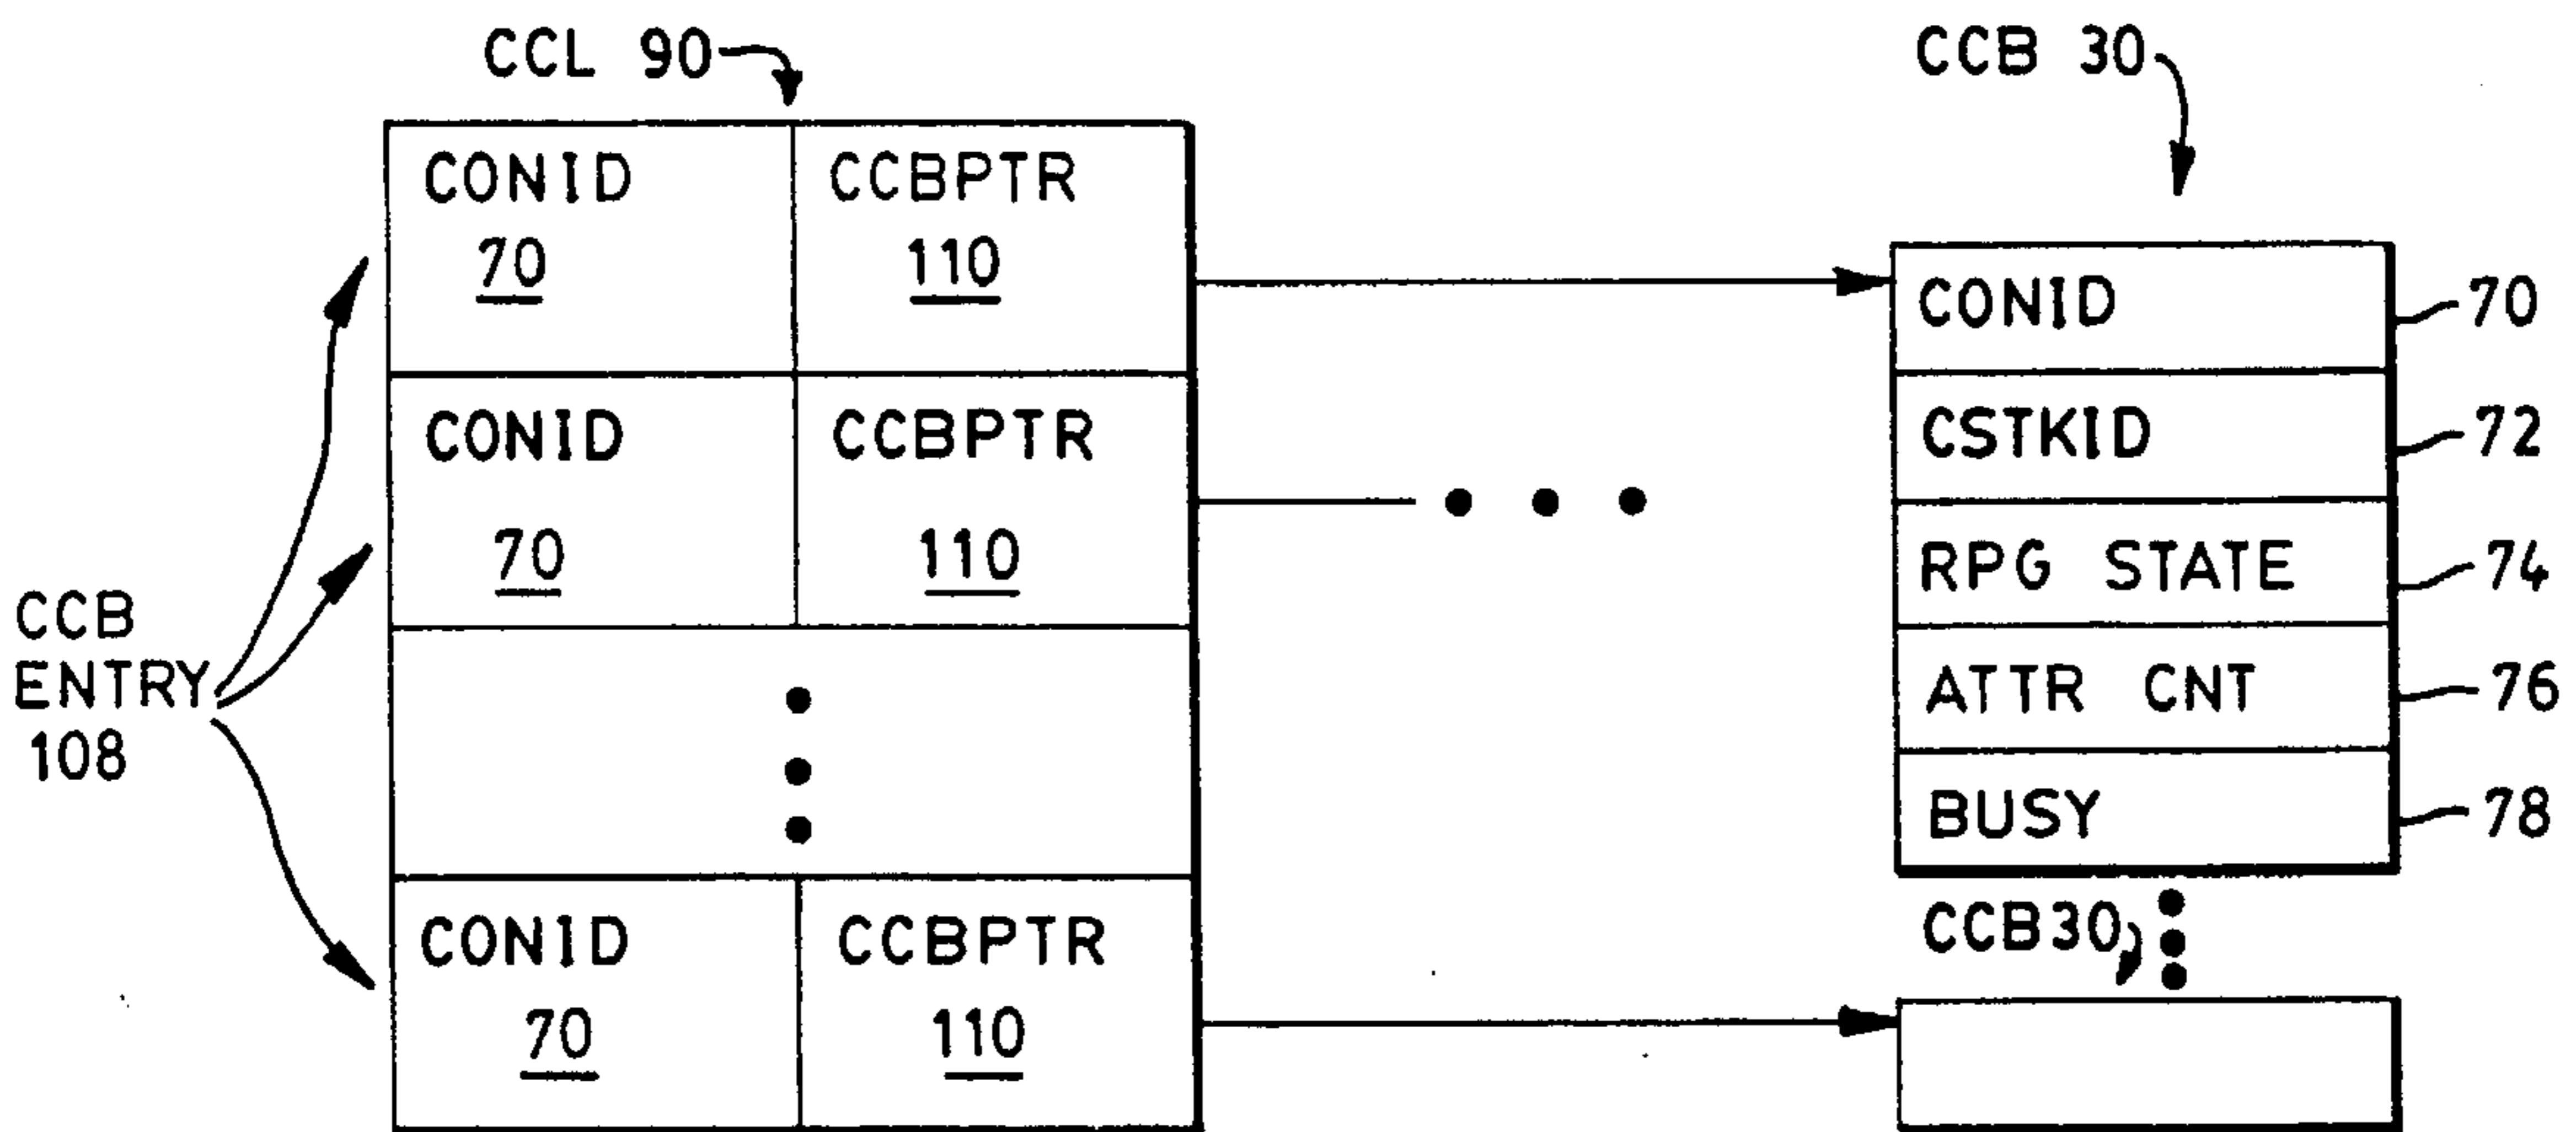 CCL 90
CCB 30
CONID
70
CCBPTR
110
CONID
70
CCBPTR
110
CONID
70
CCBPTR
110
CCB
ENTRY
108
CONID
70
CSTKID
72
RPG STATE
74
ATTR CNT
76
BUSY
78
CCB30